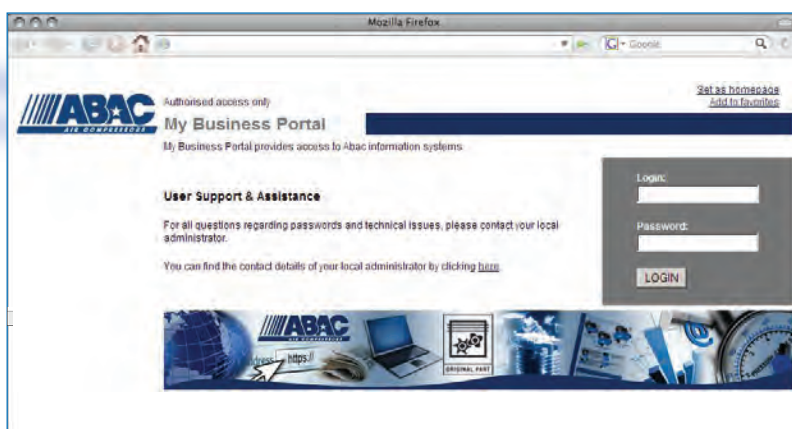 Mozilla Firefox
G Google
Set as homepage
Add to favorites
ABAC
AIR COMPRESSORS
Authorised access only
My Business Portal
My Business Portal provides access to Abac information systems.
Login:
Password:
LOGIN
User Support & Assistance
For all questions regarding passwords and technical issues, please contact your local
administrator.
You can find the contact details of your local administrator by clicking here.
ABAC
AIR COMPRESSORS
address https://
ORIGINAL PART
@